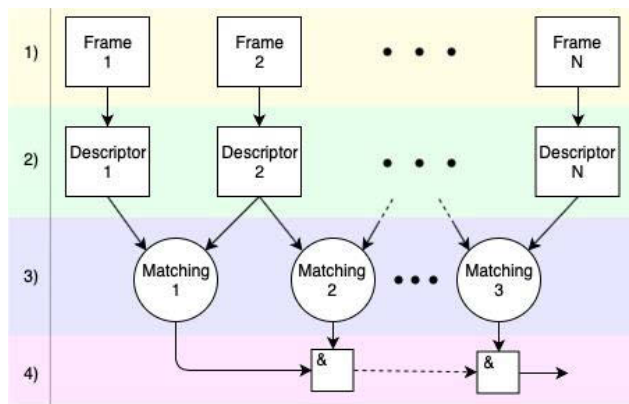 1)
Frame
1
Frame
2
Frame
N
2)
Descriptor
1
Descriptor
2
Descriptor
N
3)
Matching
1
Matching
2
Matching
3
4)
&
&